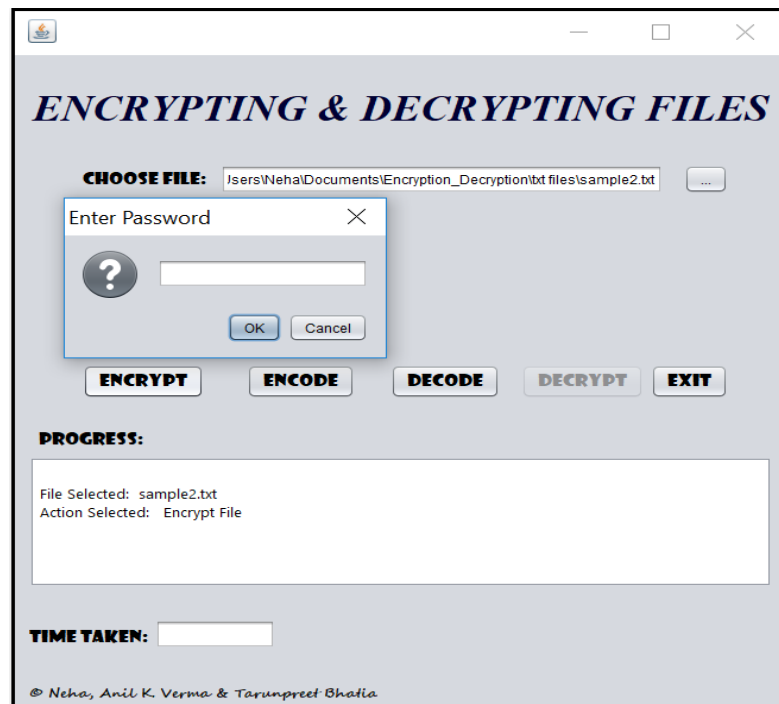 ENCRYPTING & DECRYPTING FILES
CHOOSE FILE: Jsers\Neha\Documents\Encryption_Decryption\txt files\sample2.txt ...
Enter Password
?
OK Cancel
ENCRYPT ENCODE DECODE DECRYPT EXIT
PROGRESS:
File Selected: sample2.txt
Action Selected: Encrypt File
TIME TAKEN:
© Neha, Anil K. Verma & Tarunpreet Bhatia